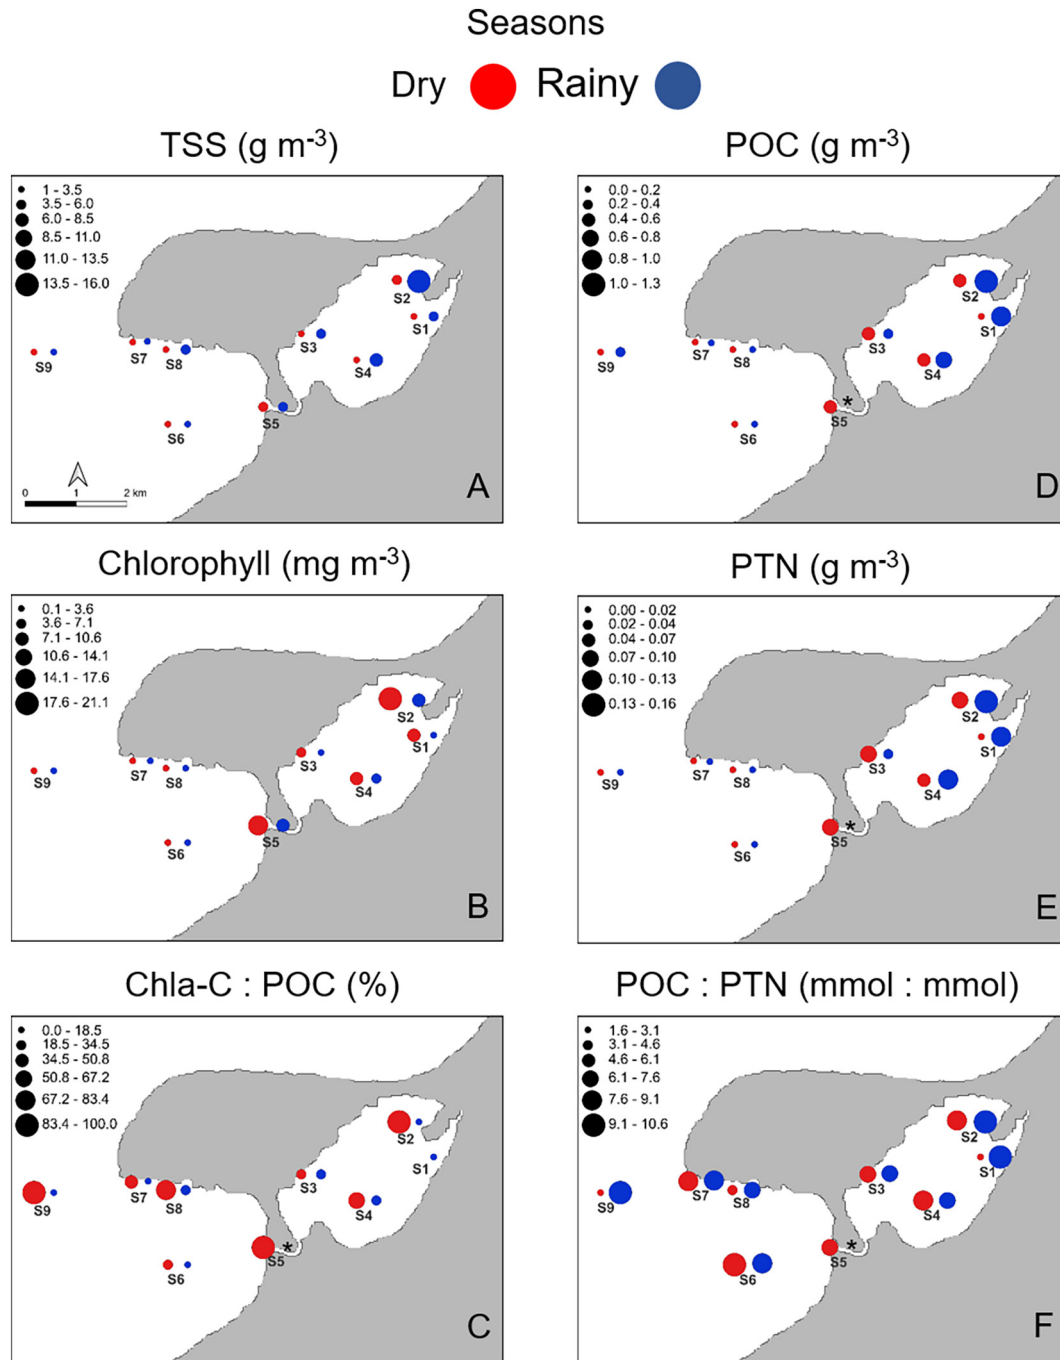 Seasons
Dry Rainy
TSS (g m-3)
1 - 3.5
3.5 - 6.0
6.0 - 8.5
8.5 - 11.0
11.0 - 13.5
13.5 - 16.0
S2
S1
S3
S7
S8
S4
S9
S5
S6
0 1 2 km
A
POC (g m-3)
0.0 - 0.2
0.2 - 0.4
0.4 - 0.6
0.6 - 0.8
0.8 - 1.0
1.0 - 1.3
S2
S1
S3
S7
S8
S4
S9
*
S5
S6
D
Chlorophyll (mg m-3)
0.1 - 3.6
3.6 - 7.1
7.1 - 10.6
10.6 - 14.1
14.1 - 17.6
17.6 - 21.1
S2
S1
S3
S7
S8
S4
S9
S5
S6
B
PTN (g m-3)
0.00 - 0.02
0.02 - 0.04
0.04 - 0.07
0.07 - 0.10
0.10 - 0.13
0.13 - 0.16
S2
S1
S3
S7
S8
S4
S9
*
S5
S6
E
Chla-C : POC (%)
0.0 - 18.5
18.5 - 34.5
34.5 - 50.8
50.8 - 67.2
67.2 - 83.4
83.4 - 100.0
S2
S1
S3
S7
S8
S4
S9
*
S5
S6
C
POC : PTN (mmol : mmol)
1.6 - 3.1
3.1 - 4.6
4.6 - 6.1
6.1 - 7.6
7.6 - 9.1
9.1 - 10.6
S2
S1
S3
S7
S8
S4
S9
*
S5
S6
F